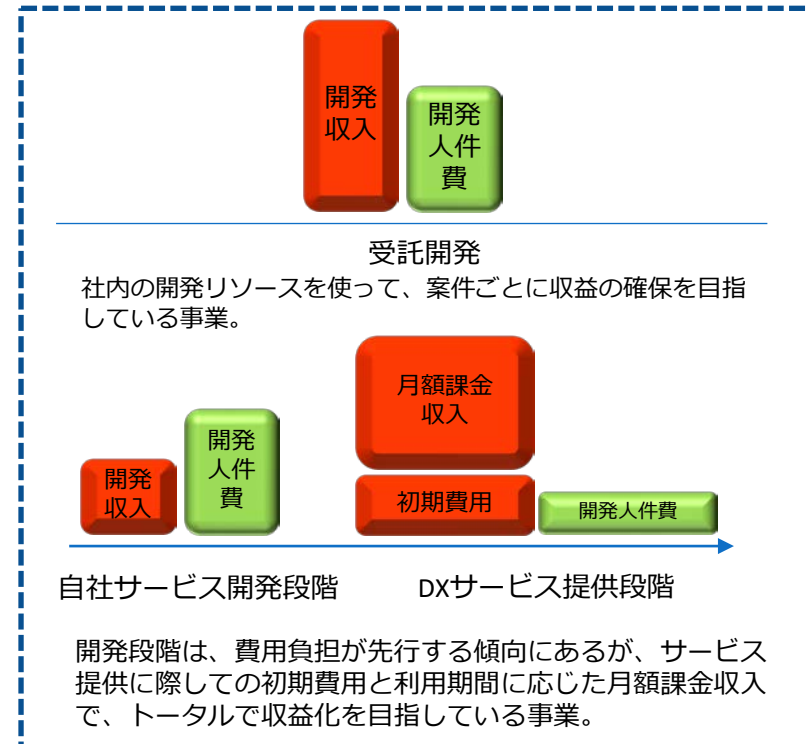 開発
収入
開発
人件
費
受託開発
社内の開発リソースを使って、案件ごとに収益の確保を目指
している事業。
月額課金
収入
開発
人件
費
開発
収入
初期費用
開発人件費
自社サービス開発段階
DXサービス提供段階
開発段階は、費用負担が先行する傾向にあるが、サービス
提供に際しての初期費用と利用期間に応じた月額課金収入
で、トータルで収益化を目指している事業。